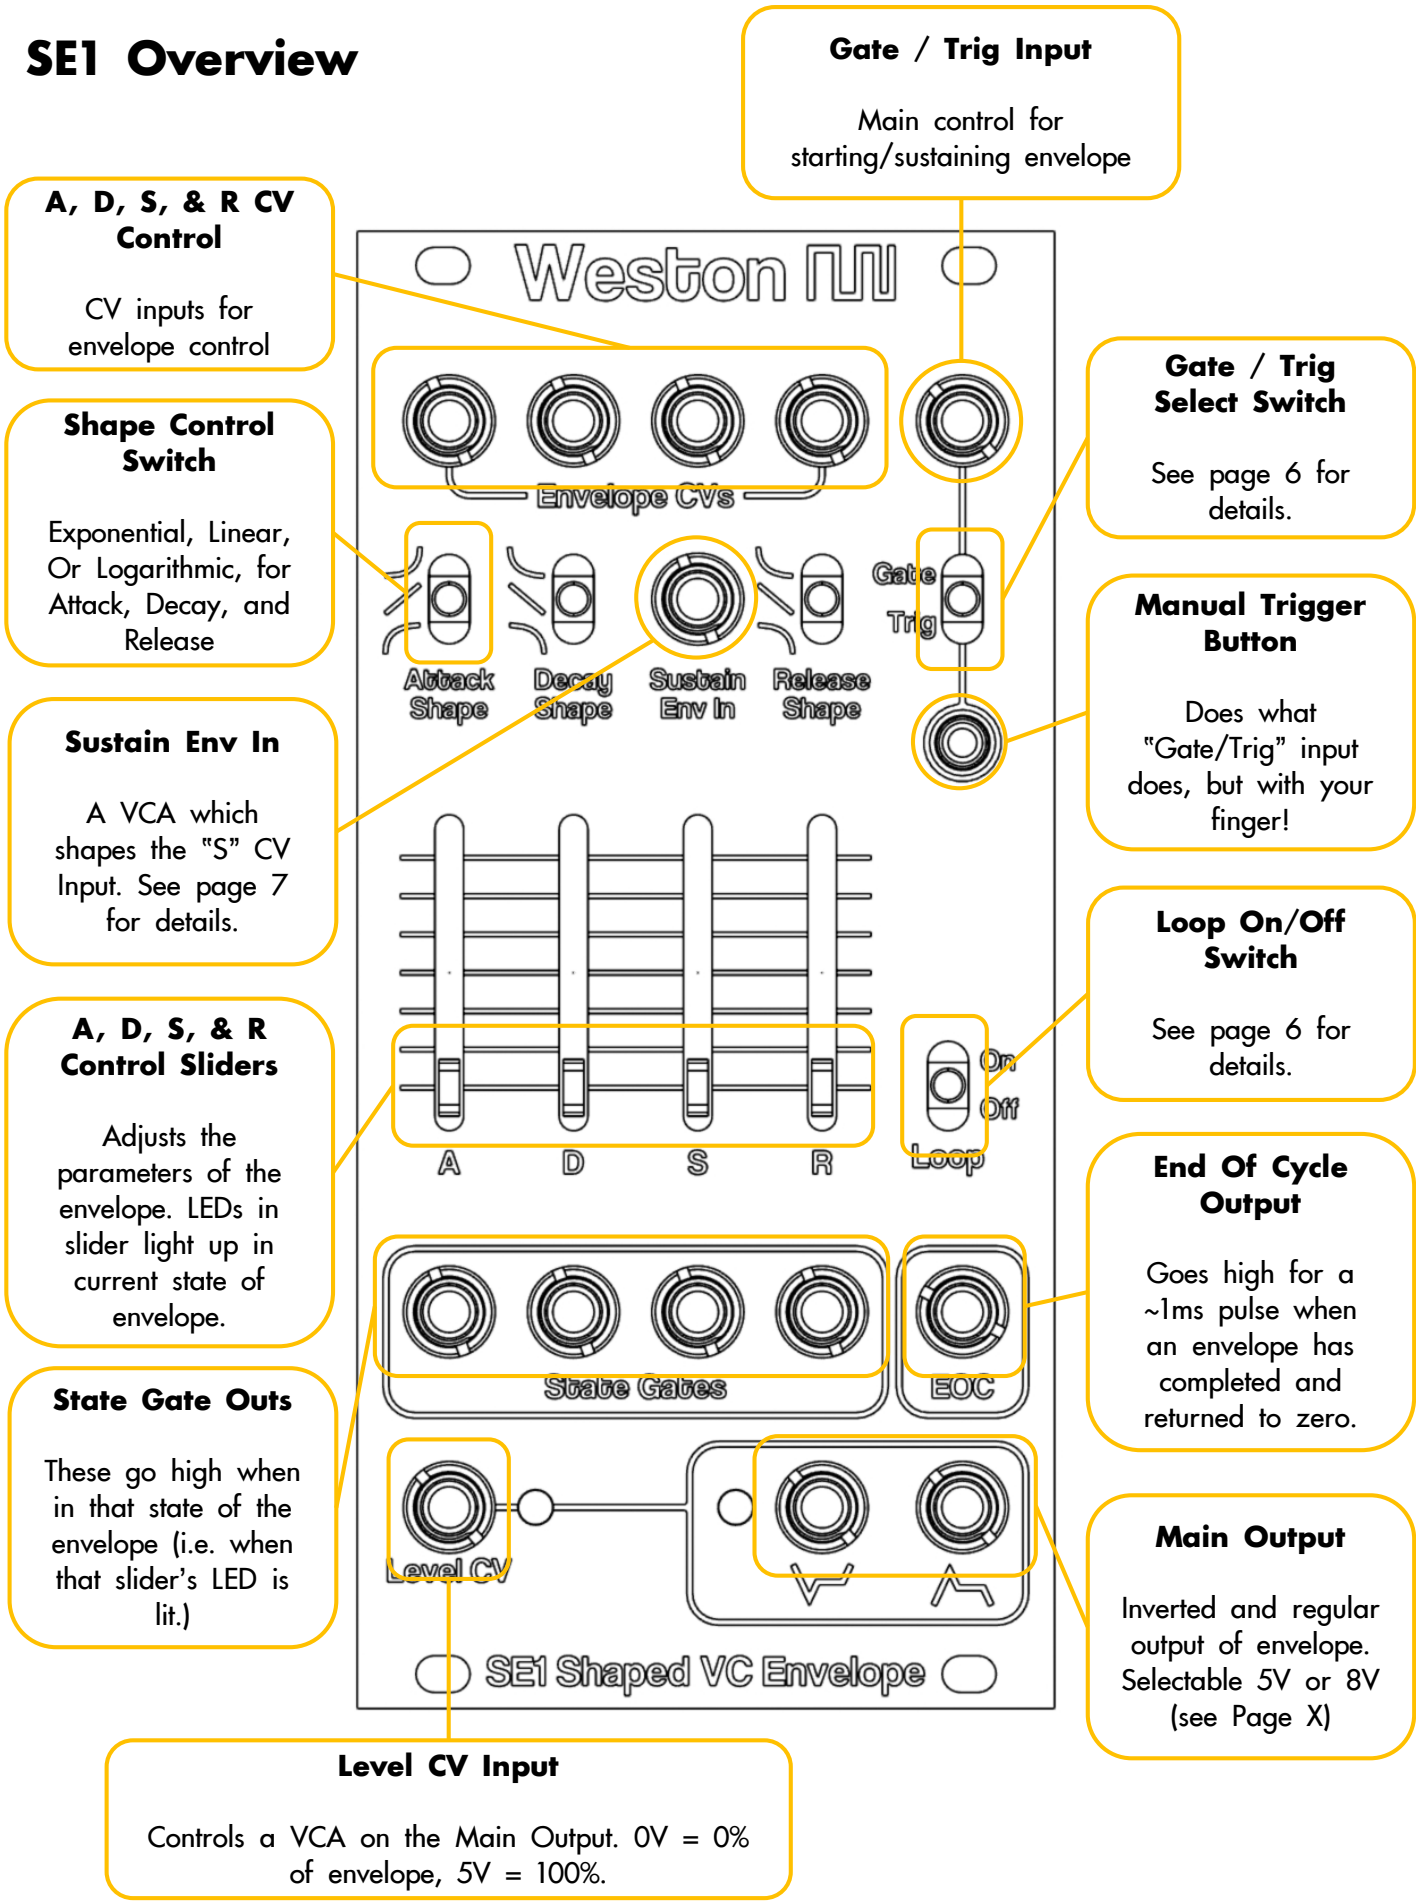 SE1 Overview
Gate / Trig Input
Main control for
starting/sustaining envelope
A, D, S, & R CV
Control
CV inputs for
envelope control
Shape Control
Switch
Exponential, Linear,
Or Logarithmic, for
Attack, Decay, and
Release
Sustain Env In
A VCA which
shapes the "S" CV
Input. See page 7
for details.
A, D, S, & R
Control Sliders
Adjusts the
parameters of the
envelope. LEDs in
slider light up in
current state of
envelope.
State Gate Outs
These go high when
in that state of the
envelope (i.e. when
that slider's LED is
lit.)
Weston
Envelope CVs
Gate
Trig
Attack
Shape
Decay
Shape
Sustain
Env In
Release
Shape
A D S R
On
Off
Loop
State Gates
EOC
Level CV
SE1 Shaped VC Envelope
Gate / Trig
Select Switch
See page 6 for
details.
Manual Trigger
Button
Does what
"Gate/Trig" input
does, but with your
finger!
Loop On/Off
Switch
See page 6 for
details.
End Of Cycle
Output
Goes high for a
~1ms pulse when
an envelope has
completed and
returned to zero.
Main Output
Inverted and regular
output of envelope.
Selectable 5V or 8V
(see Page X)
Level CV Input
Controls a VCA on the Main Output. 0V = 0%
of envelope, 5V = 100%.